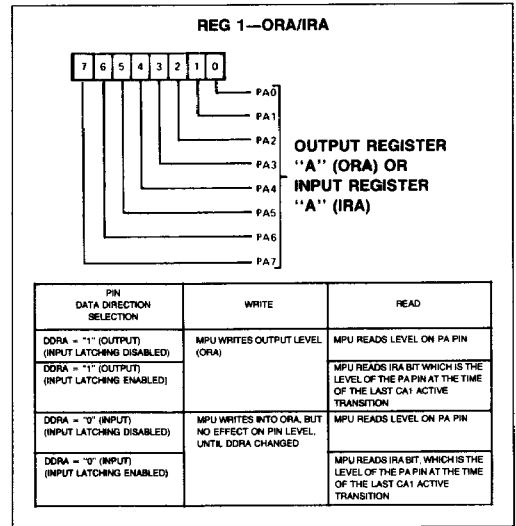 REG 1—ORA/IRA
7 6 5 4 3 2 1 0
PA0
PA1
PA2
PA3
PA4
PA5
PA6
PA7
OUTPUT REGISTER
"A" (ORA) OR
INPUT REGISTER
"A" (IRA)
PIN
DATA DIRECTION
SELECTION
WRITE
READ
DDRA = "1" (OUTPUT)
(INPUT LATCHING DISABLED)
MPU WRITES OUTPUT LEVEL
(ORA)
MPU READS LEVEL ON PA PIN
DDRA = "1" (OUTPUT)
(INPUT LATCHING ENABLED)
MPU READS IRA BIT WHICH IS THE
LEVEL OF THE PA PIN AT THE TIME
OF THE LAST CA1 ACTIVE
TRANSITION
DDRA = "0" (INPUT)
(INPUT LATCHING DISABLED)
MPU WRITES INTO ORA, BUT
NO EFFECT ON PIN LEVEL,
UNTIL DDRA CHANGED
MPU READS LEVEL ON PA PIN
DDRA = "0" (INPUT)
(INPUT LATCHING ENABLED)
MPU READS IRA BIT, WHICH IS THE
LEVEL OF THE PA PIN AT THE TIME
OF THE LAST CA1 ACTIVE
TRANSITION